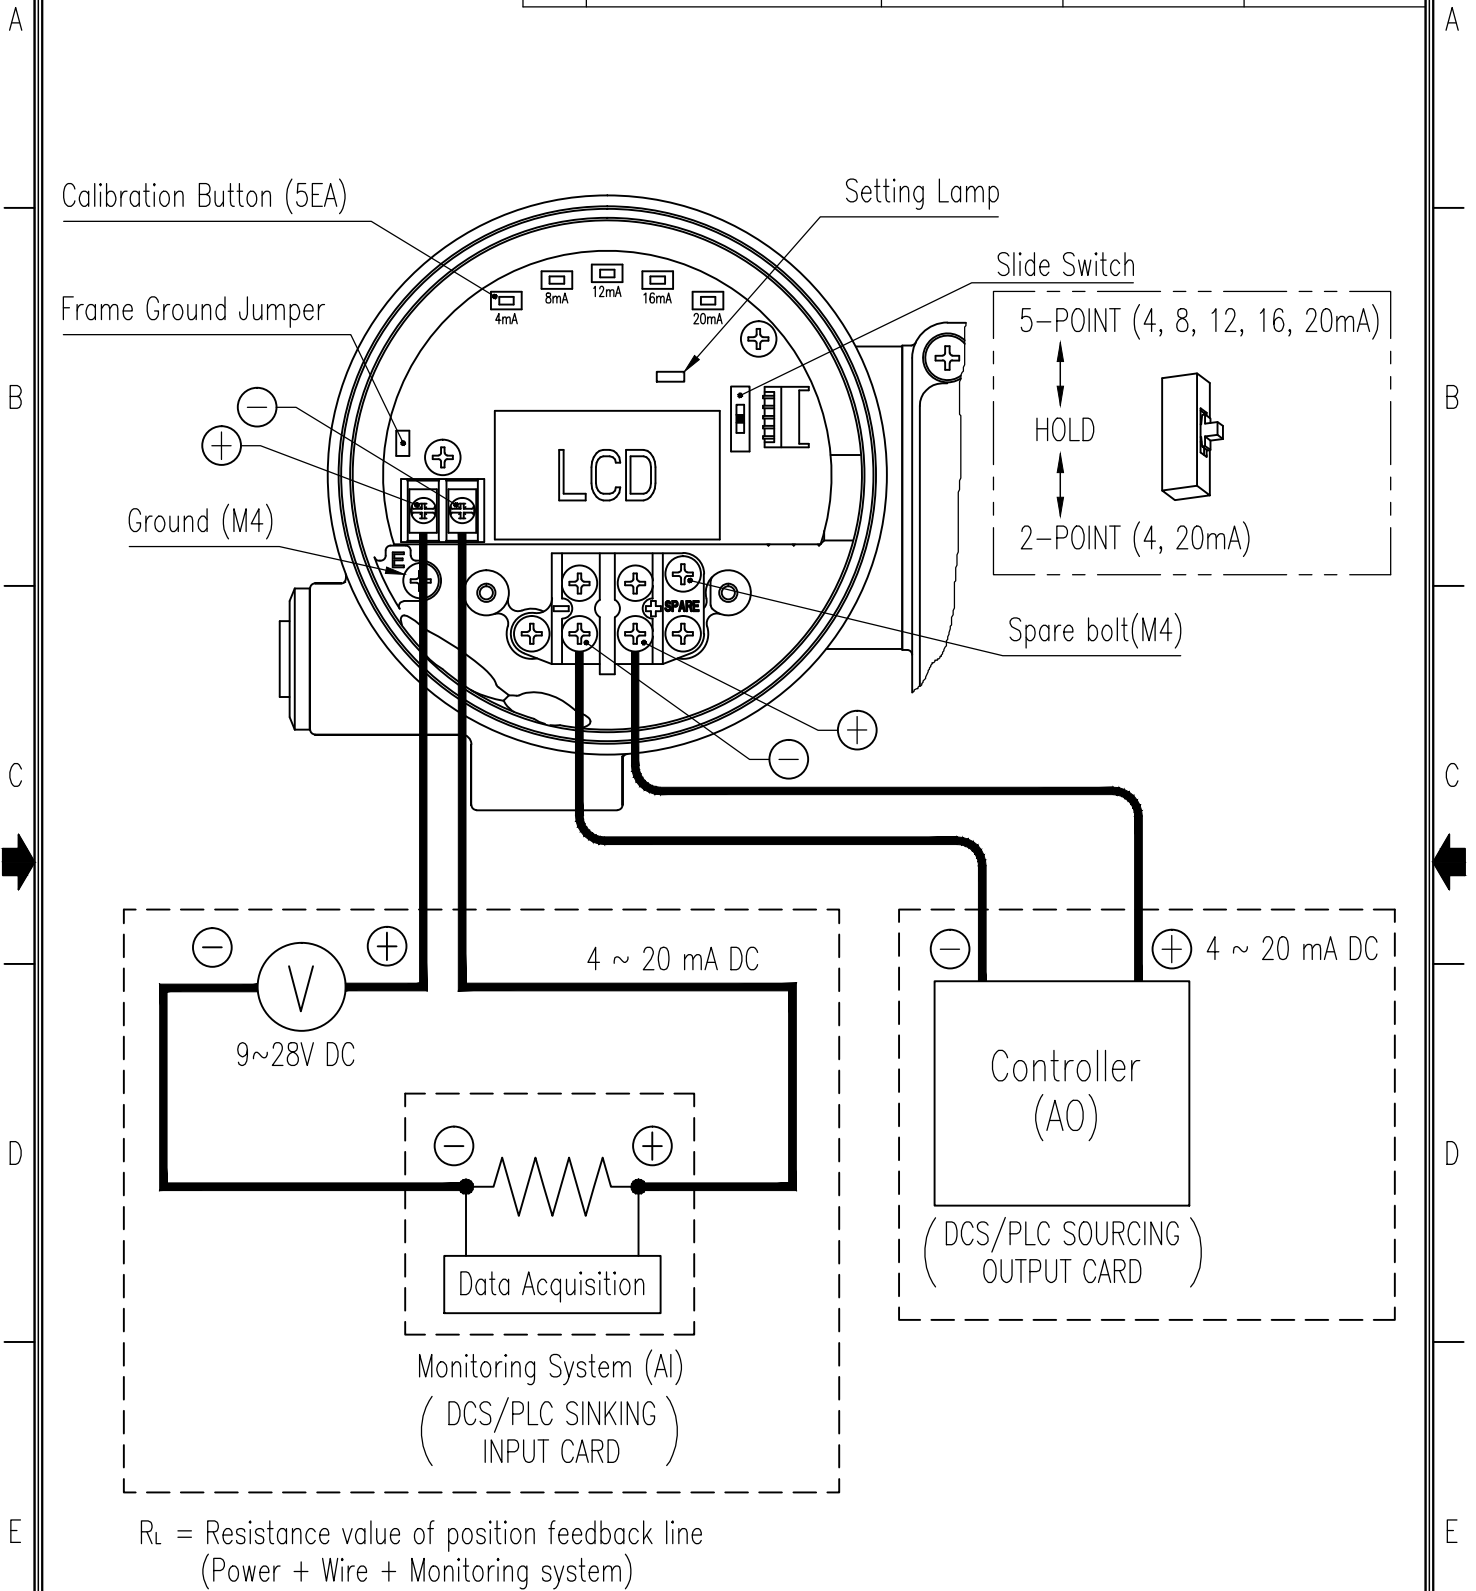 A
A
Calibration Button (5EA)
Setting Lamp
Slide Switch
Frame Ground Jumper
4mA
8mA
12mA
16mA
20mA
5-POINT (4, 8, 12, 16, 20mA)
HOLD
2-POINT (4, 20mA)
B
B
−
+
LCD
Ground (M4)
E
−
+
SPARE
Spare bolt(M4)
+
−
C
C
−
+
4 ~ 20 mA DC
V
9~28V DC
−
+
4 ~ 20 mA DC
Controller
(AO)
(DCS/PLC SOURCING
OUTPUT CARD)
D
D
−
+
Data Acquisition
Monitoring System (AI)
(DCS/PLC SINKING
INPUT CARD)
E
E
RL = Resistance value of position feedback line
(Power + Wire + Monitoring system)